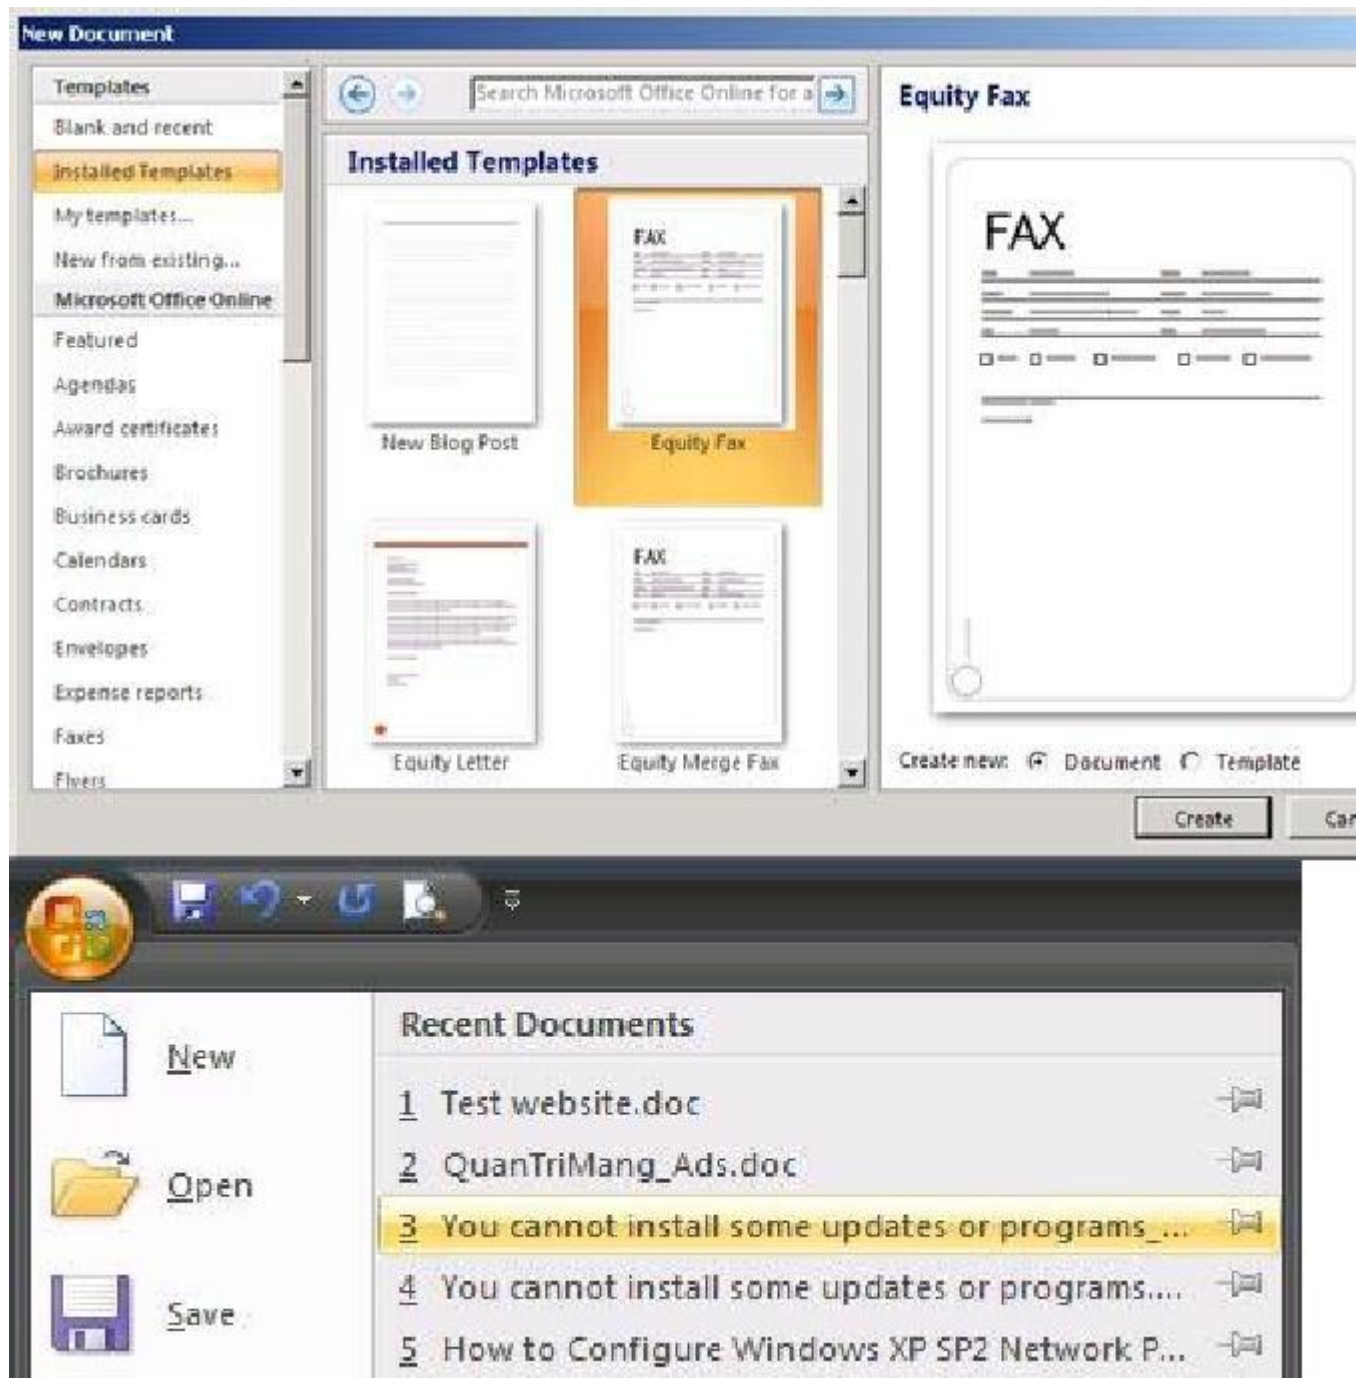 New Document
Templates
Blank and recent
Installed Templates
My templates...
New from existing...
Microsoft Office Online
Featured
Agendas
Award certificates
Brochures
Business cards
Calendars
Contracts
Envelopes
Expense reports
Faxes
Flyers
Search Microsoft Office Online for a
Installed Templates
FAX
New Blog Post
Equity Fax
FAX
Equity Letter
Equity Merge Fax
Equity Fax
FAX
Create new: Document Template
Create
Can
New
Open
Save
Recent Documents
1 Test website.doc
2 QuanTriMang_Ads.doc
3 You cannot install some updates or programs_...
4 You cannot install some updates or programs....
5 How to Configure Windows XP SP2 Network P...